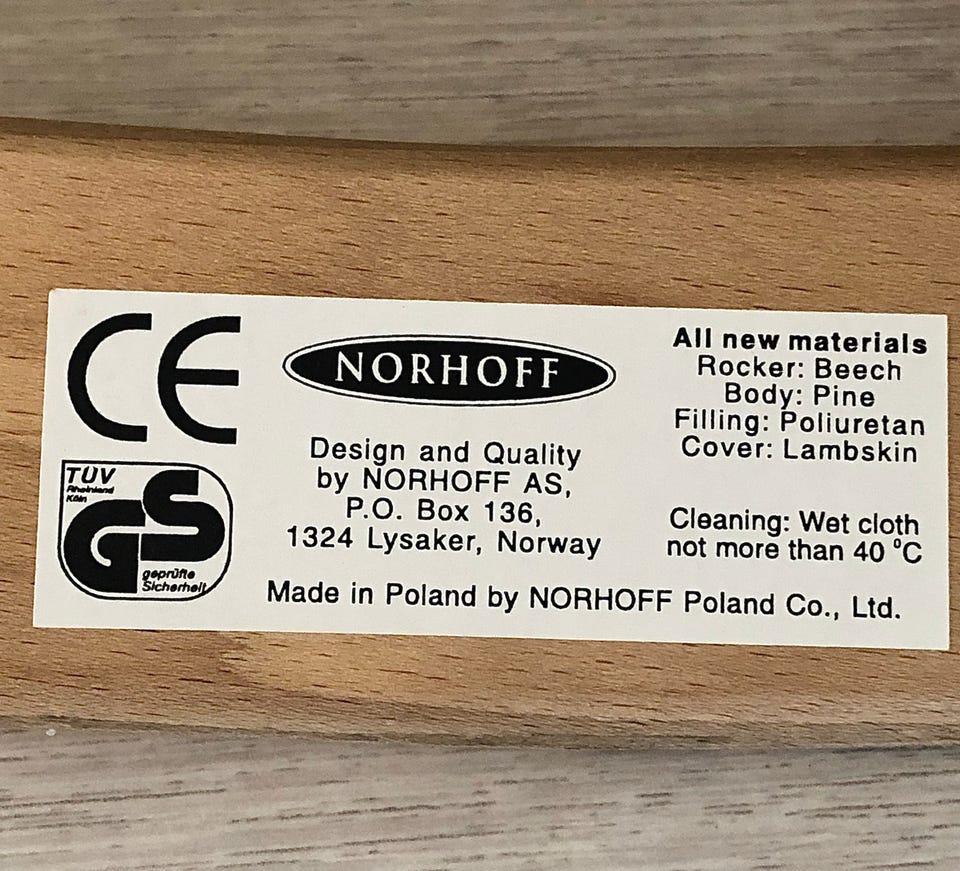 CE
TÜV
Rheinland
Köln
GS
geprüfte
Sicherheit
NORHOFF
Design and Quality
by NORHOFF AS,
P.O. Box 136,
1324 Lysaker, Norway
All new materials
Rocker: Beech
Body: Pine
Filling: Poliuretan
Cover: Lambskin
Cleaning: Wet cloth
not more than 40 °C
Made in Poland by NORHOFF Poland Co., Ltd.